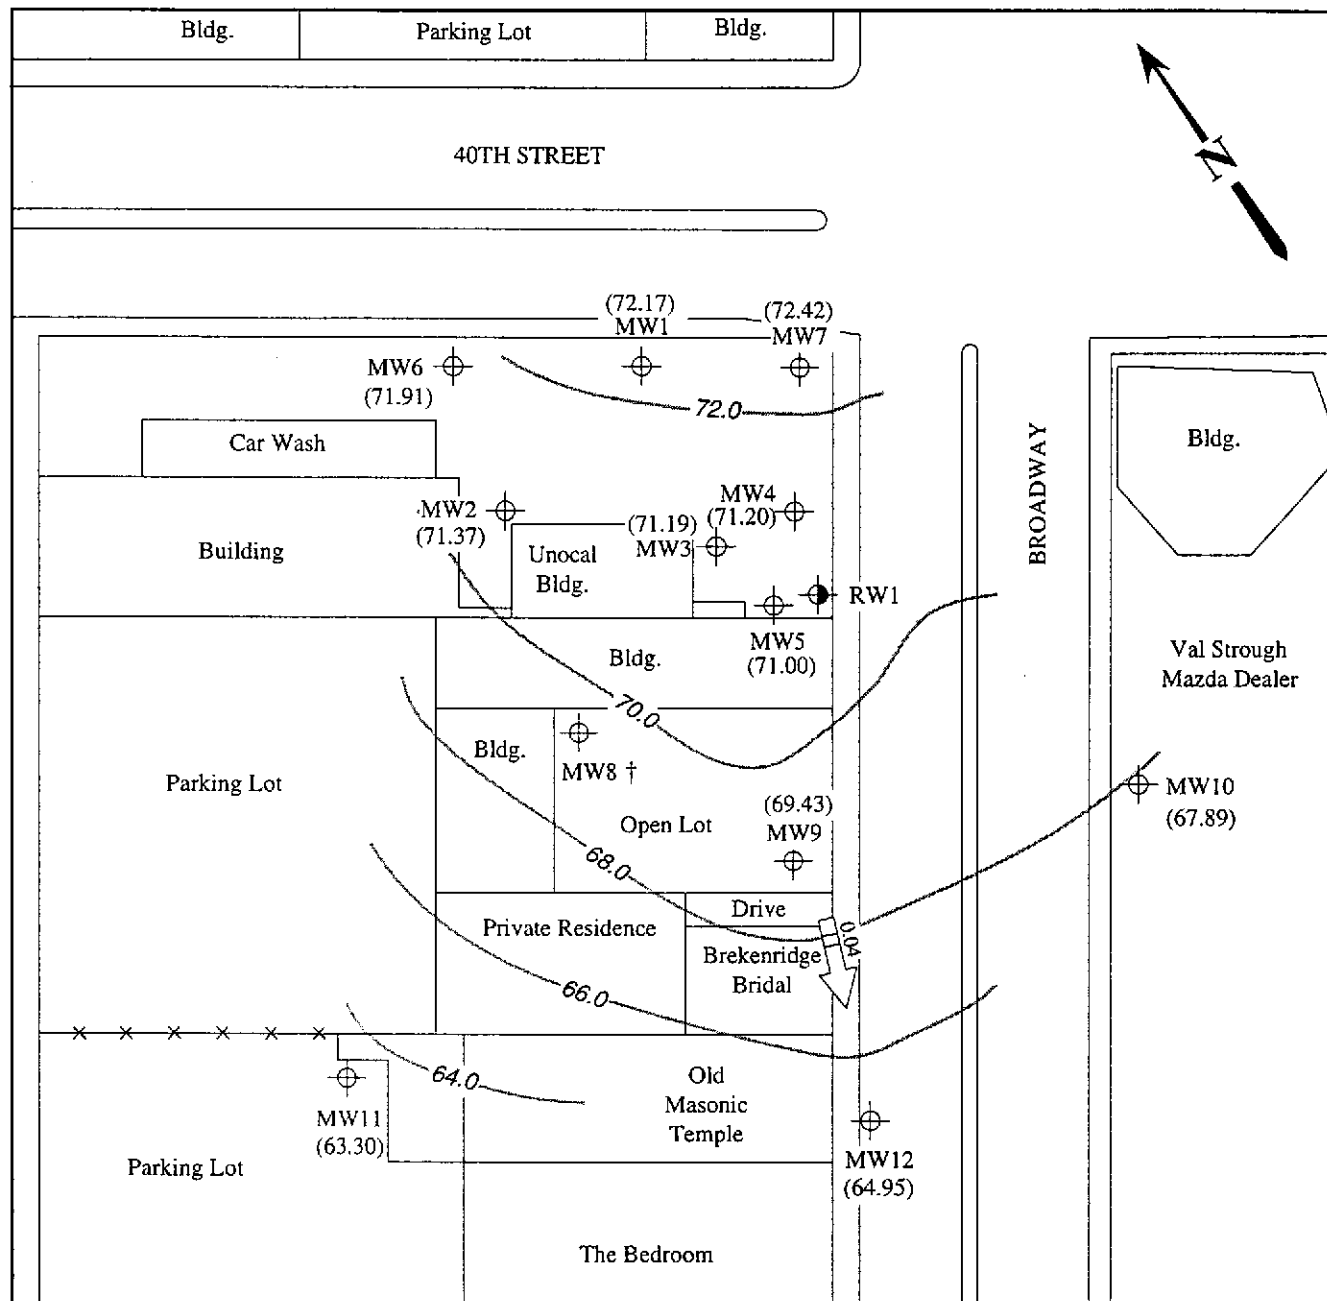 Bldg.
Parking Lot
Bldg.
40TH STREET
N
(72.17)
MW1
(72.42)
MW7
MW6
(71.91)
72.0
Car Wash
Bldg.
BROADWAY
MW2
(71.37)
MW4
(71.20)
(71.19)
MW3
Building
Unocal
Bldg.
RW1
MW5
(71.00)
Bldg.
Val Strough
Mazda Dealer
70.0
Bldg.
MW8 †
Parking Lot
MW10
(67.89)
(69.43)
MW9
Open Lot
68.0
Drive
0.04
Private Residence
Brekenridge
Bridal
66.0
64.0
Old
Masonic
Temple
MW11
(63.30)
MW12
(64.95)
Parking Lot
The Bedroom